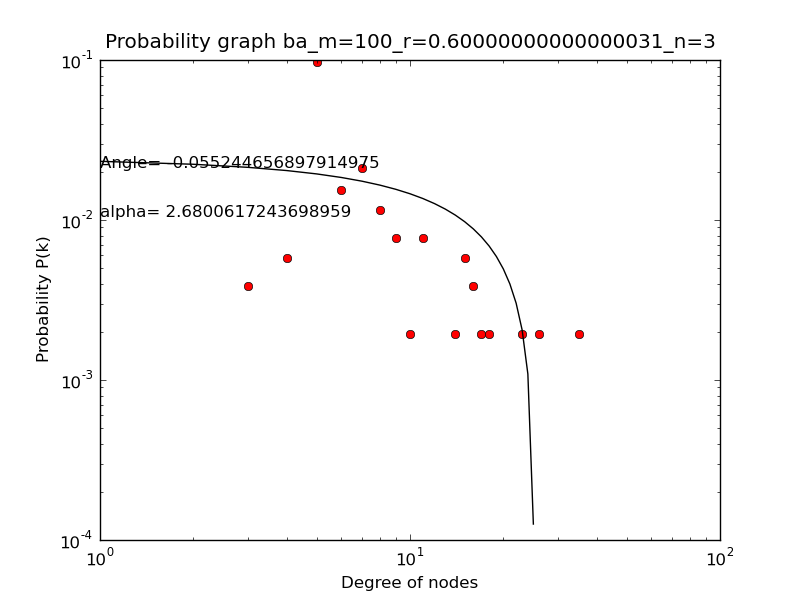 Probability graph ba_m=100_r=0.60000000000000031_n=3
10^-1
Angle= 0.055244656897914975
alpha= 2.6800617243698959
10^-2
Probability P(k)
10^-3
10^-4
10^0 10^1 10^2
Degree of nodes